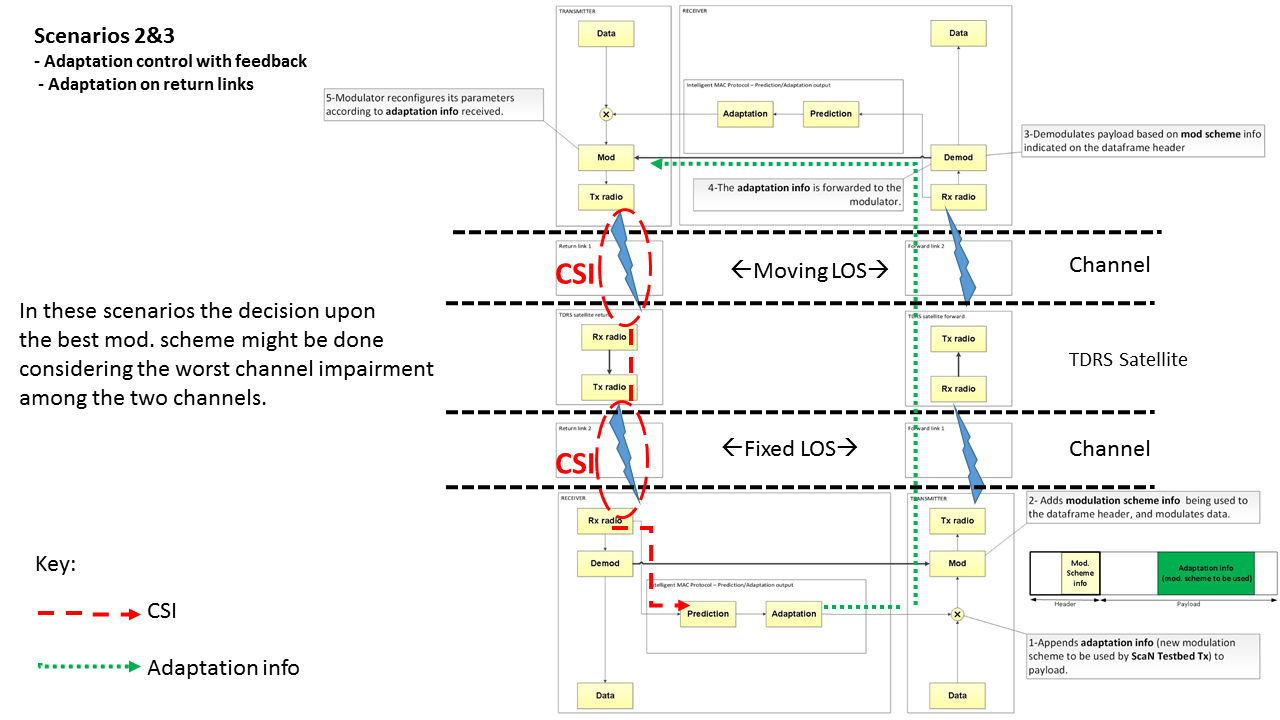 Scenarios 2&3
- Adaptation control with feedback
- Adaptation on return links
TRANSMITTER
RECEIVER
Data
Data
Intelligent MAC Protocol – Prediction/Adaptation output
Adaptation
Prediction
5-Modulator reconfigures its parameters
according to adaptation info received.
3-Demodulates payload based on mod scheme info
indicated on the dataframe header
Mod
Demod
4-The adaptation info is forwarded to the
modulator.
Tx radio
Rx radio
Return link 1
Forward link 2
CSI
←Moving LOS→
Channel
In these scenarios the decision upon
the best mod. scheme might be done
considering the worst channel impairment
among the two channels.
TDRS satellite return
TDRS satellite forward
Rx radio
Tx radio
Tx radio
Rx radio
TDRS Satellite
Return link 2
Forward link 1
CSI
←Fixed LOS→
Channel
RECEIVER
TRANSMITTER
Rx radio
Tx radio
2- Adds modulation scheme info being used to
the dataframe header, and modulates data.
Demod
Mod
Intelligent MAC Protocol – Prediction/Adaptation output
Prediction
Adaptation
Mod.
Scheme
info
Adaptation info
(mod. scheme to be used)
Header
Payload
1-Appends adaptation info (new modulation
scheme to be used by ScaN Testbed Tx) to
payload.
Data
Data
Key:
CSI
Adaptation info